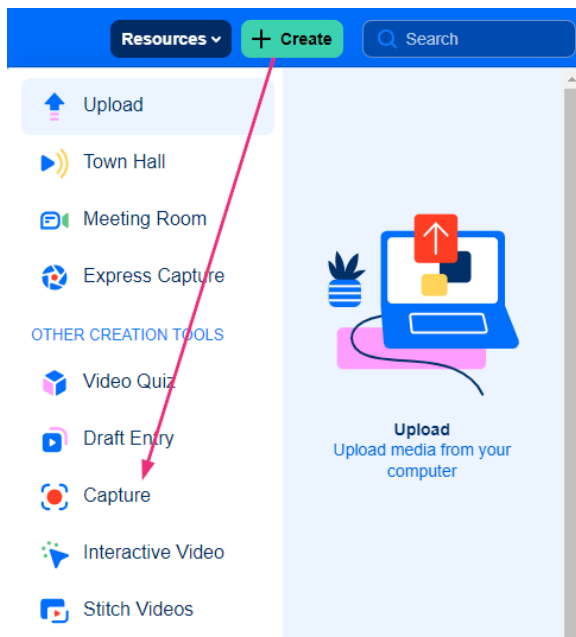 Resources
Create
Search
Upload
Town Hall
Meeting Room
Express Capture
OTHER CREATION TOOLS
Video Quiz
Draft Entry
Capture
Interactive Video
Stitch Videos
Upload
Upload media from your
computer